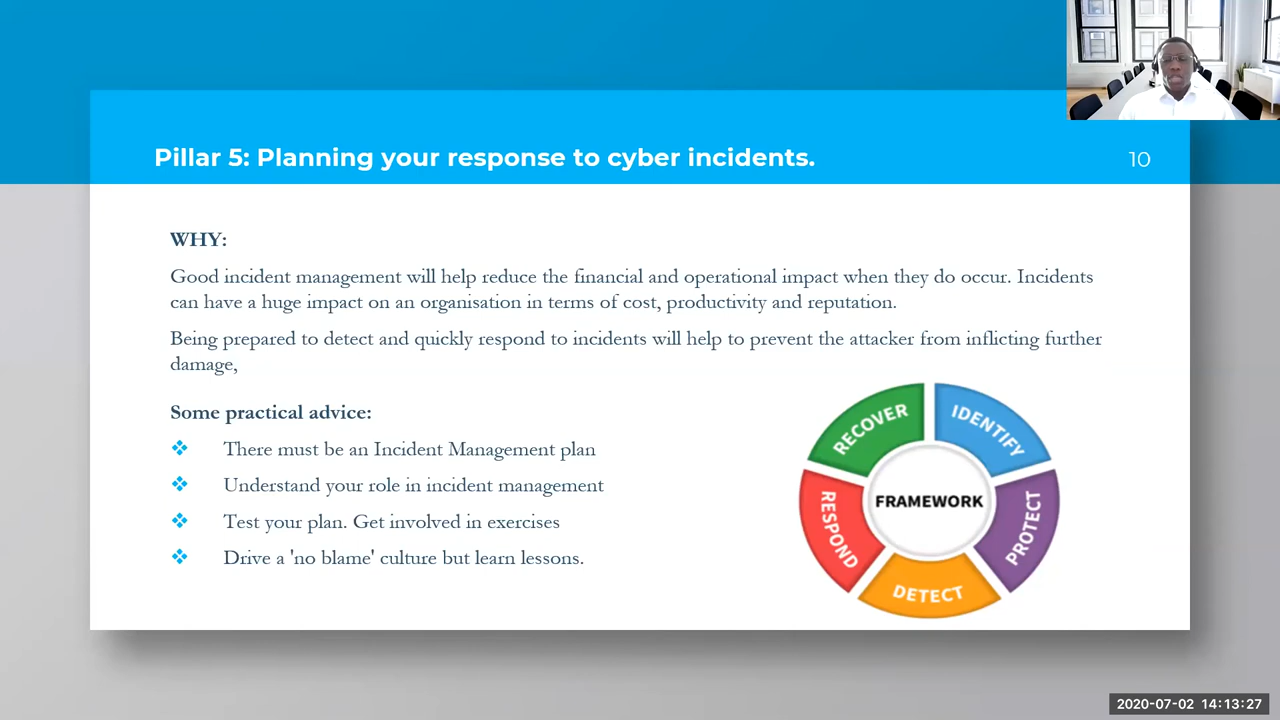 Pillar 5: Planning your response to cyber incidents.
10
WHY:
Good incident management will help reduce the financial and operational impact when they do occur. Incidents
can have a huge impact on an organisation in terms of cost, productivity and reputation.
Being prepared to detect and quickly respond to incidents will help to prevent the attacker from inflicting further
damage,
Some practical advice:
There must be an Incident Management plan
Understand your role in incident management
Test your plan. Get involved in exercises
Drive a 'no blame' culture but learn lessons.
RECOVER
IDENTIFY
FRAMEWORK
RESPOND
PROTECT
DETECT
2020-07-02 14:13:27